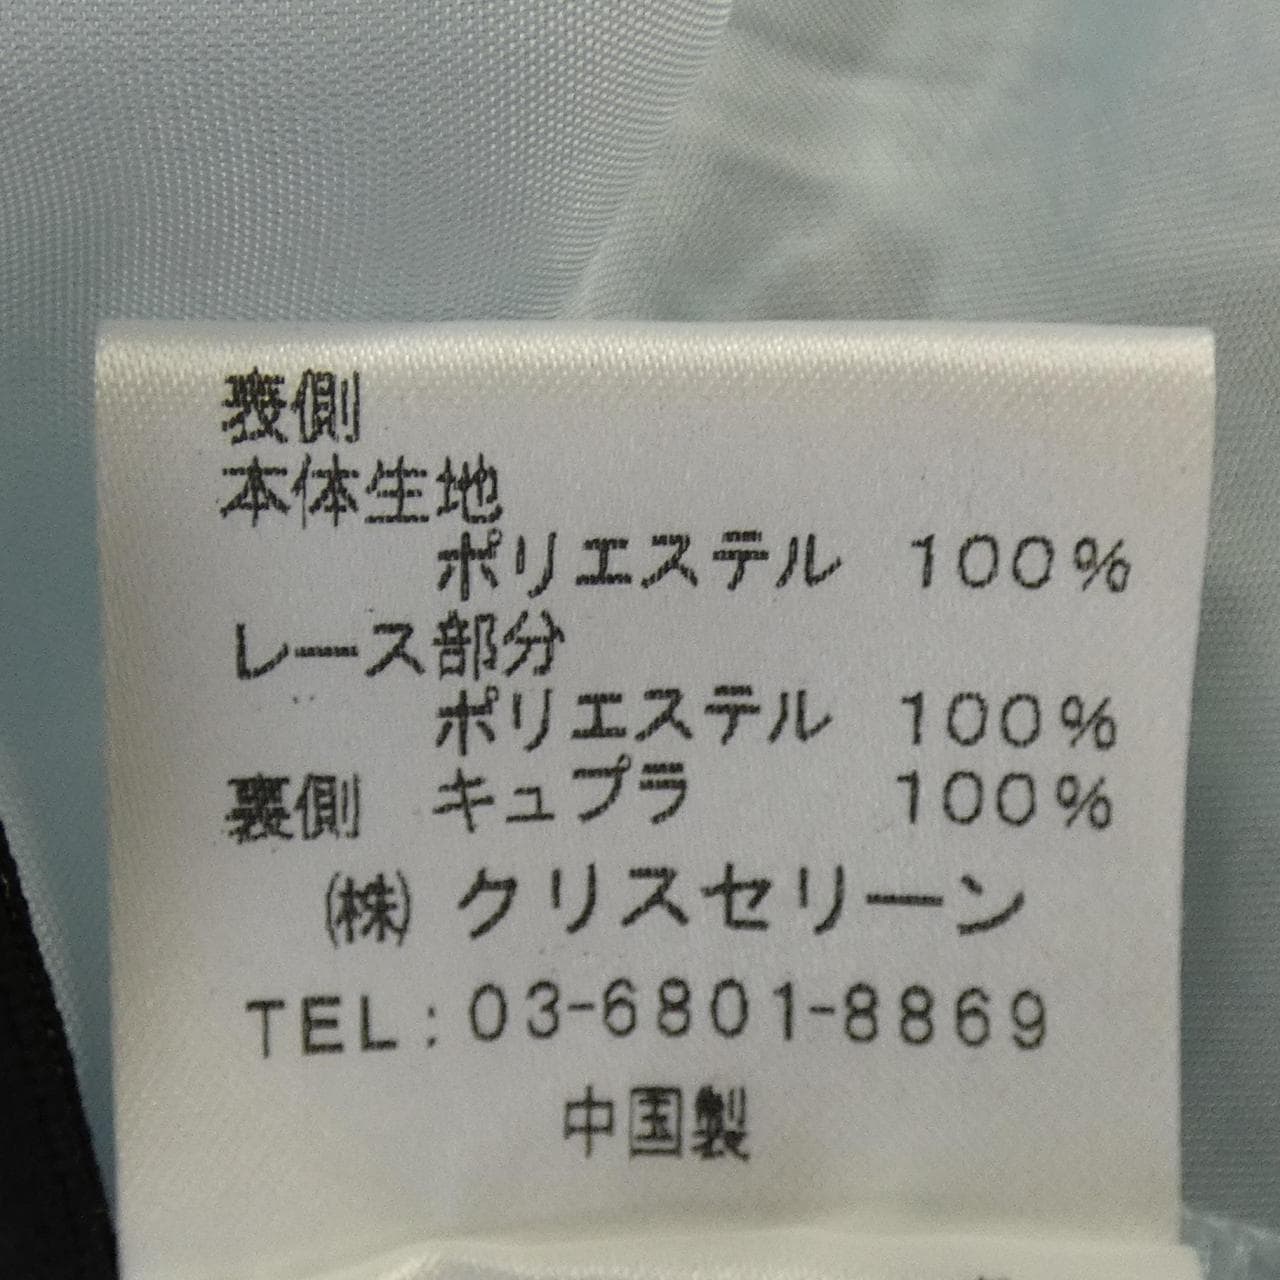 表側
本体生地
ポリエステル 100%
レース部分
ポリエステル 100%
裏側 キュプラ 100%
㈱ クリスセリーン
TEL:03-6801-8869
中国製